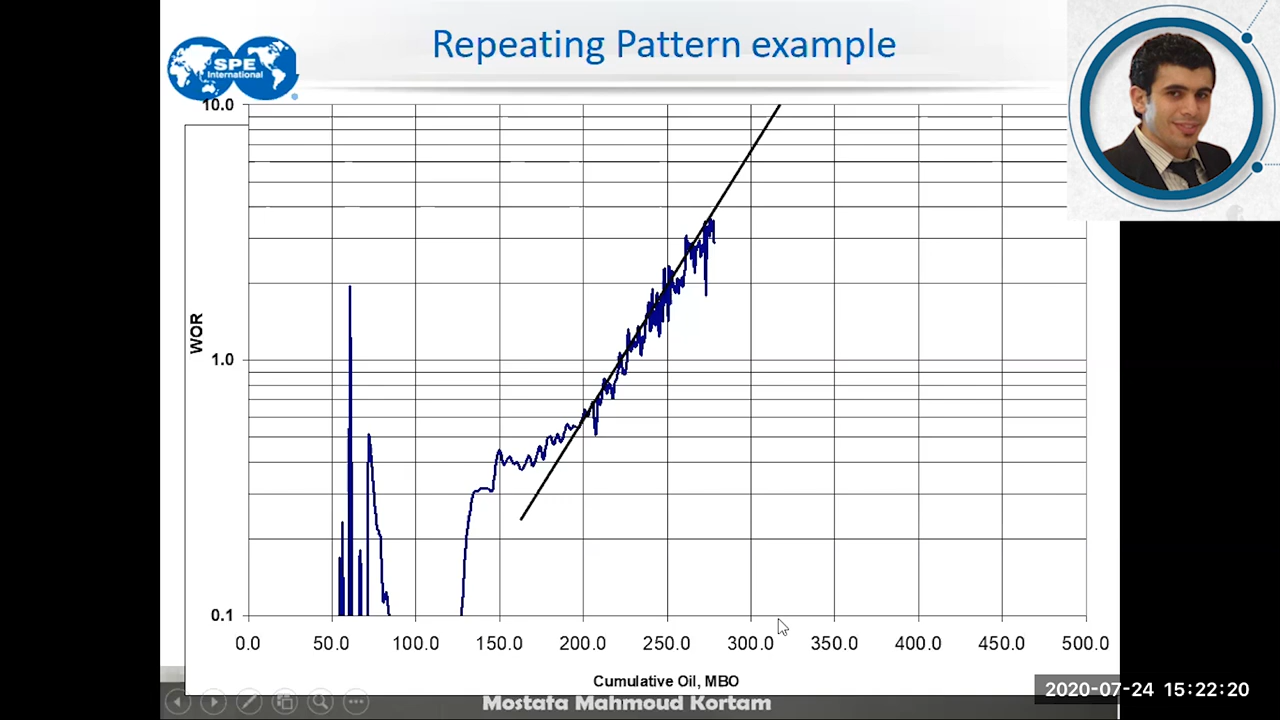 Repeating Pattern example
SPE
International
®
10.0
WOR
1.0
0.1
0.0 50.0 100.0 150.0 200.0 250.0 300.0 350.0 400.0 450.0 500.0
Cumulative Oil, MBO
Mostafa Mahmoud Kortam
2020-07-24 15:22:20